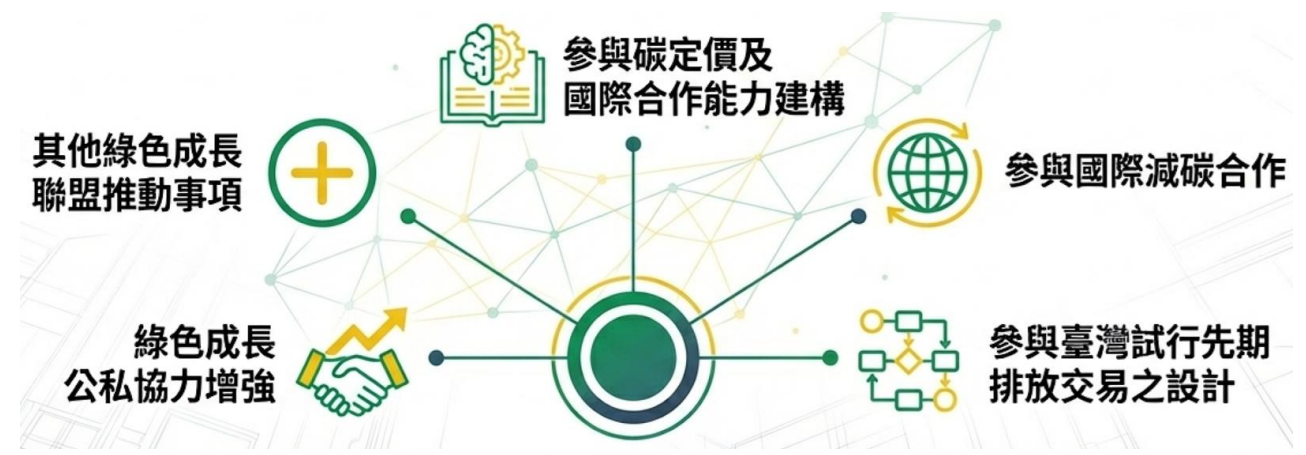 參與碳定價及
國際合作能力建構
其他綠色成長
聯盟推動事項
參與國際減碳合作
綠色成長
公私協力增強
參與臺灣試行先期
排放交易之設計